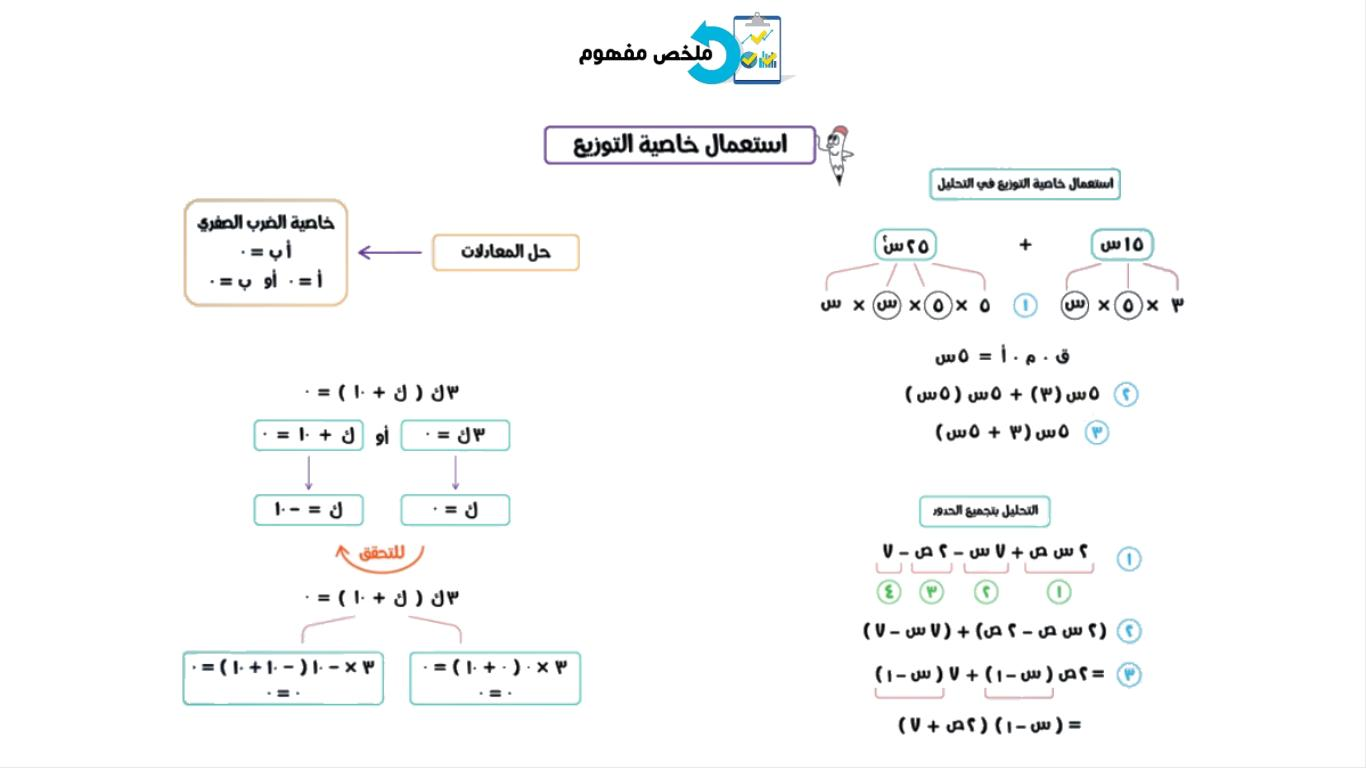 ملخص مفهوم
استعمال خاصية التوزيع
استعمال خاصية التوزيع في التحليل
١٥س + ٢٥س٢
٣ × ٥ × س ١ ٥ × ٥ × س × س
ق . م . أ = ٥س
٢ ٥س(٣) + ٥س (٥س)
٣ ٥س(٣ + ٥س)
التحليل بتجميع الحدود
١ ٢ س ص + ٧ س - ٢ ص - ٧
١ ٢ ٣ ٤
٢ (٢ س ص - ٢ ص) + (٧ س - ٧)
٣ =٢ص (س -١) + ٧ (س -١)
= (س -١) (٢ص + ٧)
حل المعادلات
خاصية الضرب الصفري
أ ب = ٠
أ = ٠ أو ب = ٠
٣ك (ك + ١٠) = ٠
٣ك = ٠ أو ك + ١٠ = ٠
ك = ٠ ك = -١٠
للتحقق
٣ك (ك + ١٠) = ٠
٣ × ٠ (٠ + ١٠) = ٠
٠ = ٠
٣ × -١٠ (-١٠ + ١٠) = ٠
٠ = ٠